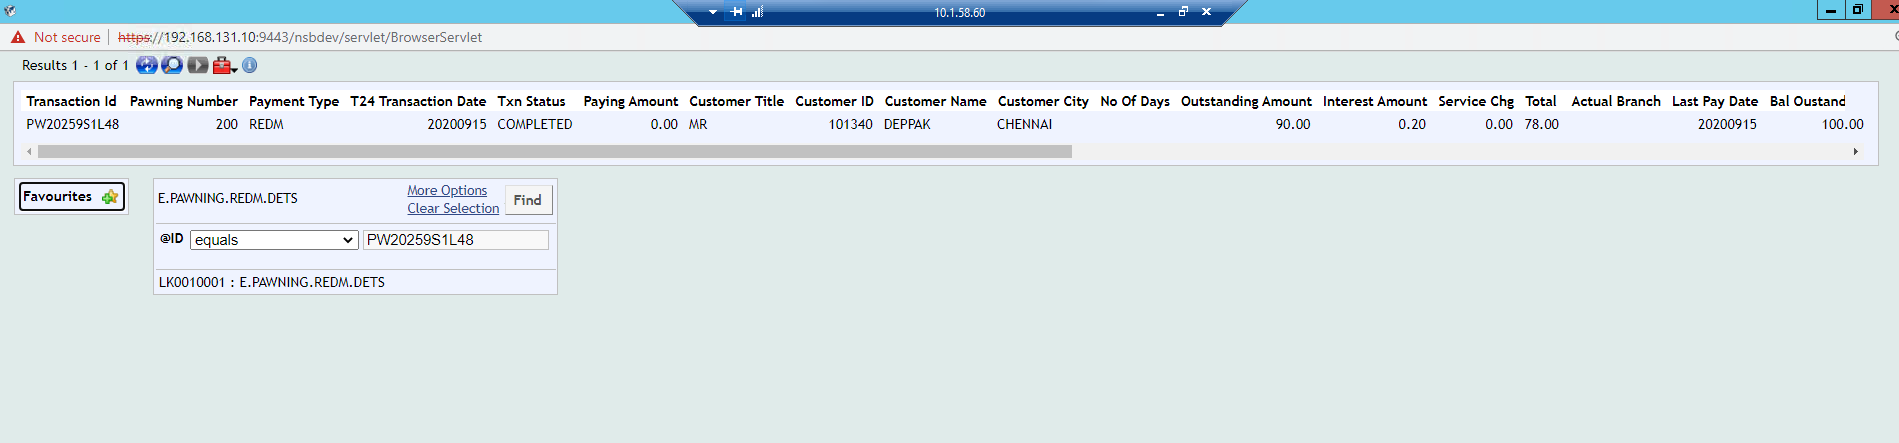 10.1.58.60
Not secure https://192.168.131.10:9443/nsbdev/servlet/BrowserServlet
Results 1 - 1 of 1
Transaction Id Pawning Number Payment Type T24 Transaction Date Txn Status Paying Amount Customer Title Customer ID Customer Name Customer City No Of Days Outstanding Amount Interest Amount Service Chg Total Actual Branch Last Pay Date Bal Oustand
PW20259S1L48 200 REDM 20200915 COMPLETED 0.00 MR 101340 DEPPAK CHENNAI 90.00 0.20 0.00 78.00 20200915 100.00
Favourites
E.PAWNING.REDM.DETS
More Options
Clear Selection
Find
@ID equals PW20259S1L48
LK0010001 : E.PAWNING.REDM.DETS